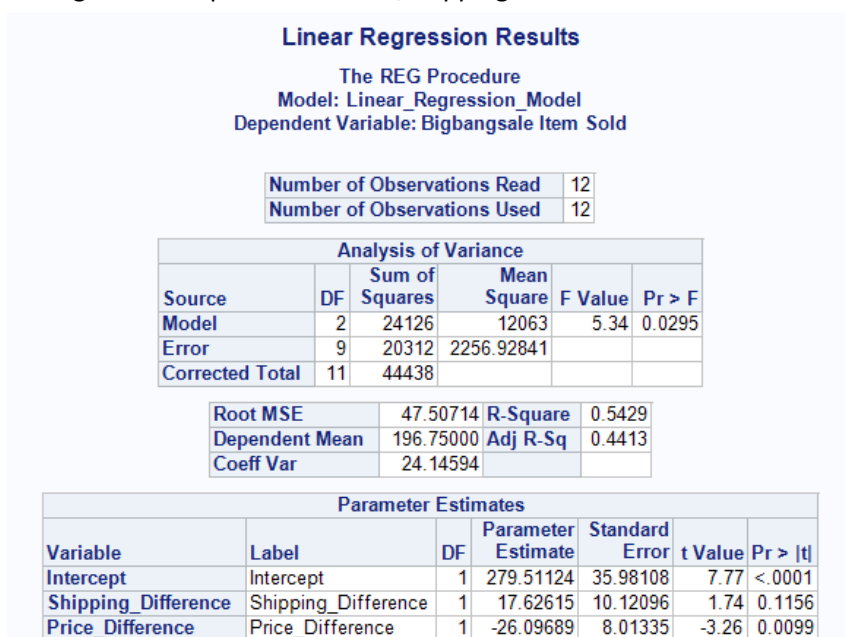 Linear Regression Results
The REG Procedure
Model: Linear_Regression_Model
Dependent Variable: Bigbangsale Item Sold
Number of Observations Read 12
Number of Observations Used 12
Analysis of Variance
Source DF Sum of Squares Mean Square F Value Pr > F
Model 2 24126 12063 5.34 0.0295
Error 9 20312 2256.92841
Corrected Total 11 44438
Root MSE 47.50714 R-Square 0.5429
Dependent Mean 196.75000 Adj R-Sq 0.4413
Coeff Var 24.14594
Parameter Estimates
Variable Label DF Parameter Estimate Standard Error t Value Pr > |t|
Intercept Intercept 1 279.51124 35.98108 7.77 <.0001
Shipping_Difference Shipping_Difference 1 17.62615 10.12096 1.74 0.1156
Price_Difference Price_Difference 1 -26.09689 8.01335 -3.26 0.0099